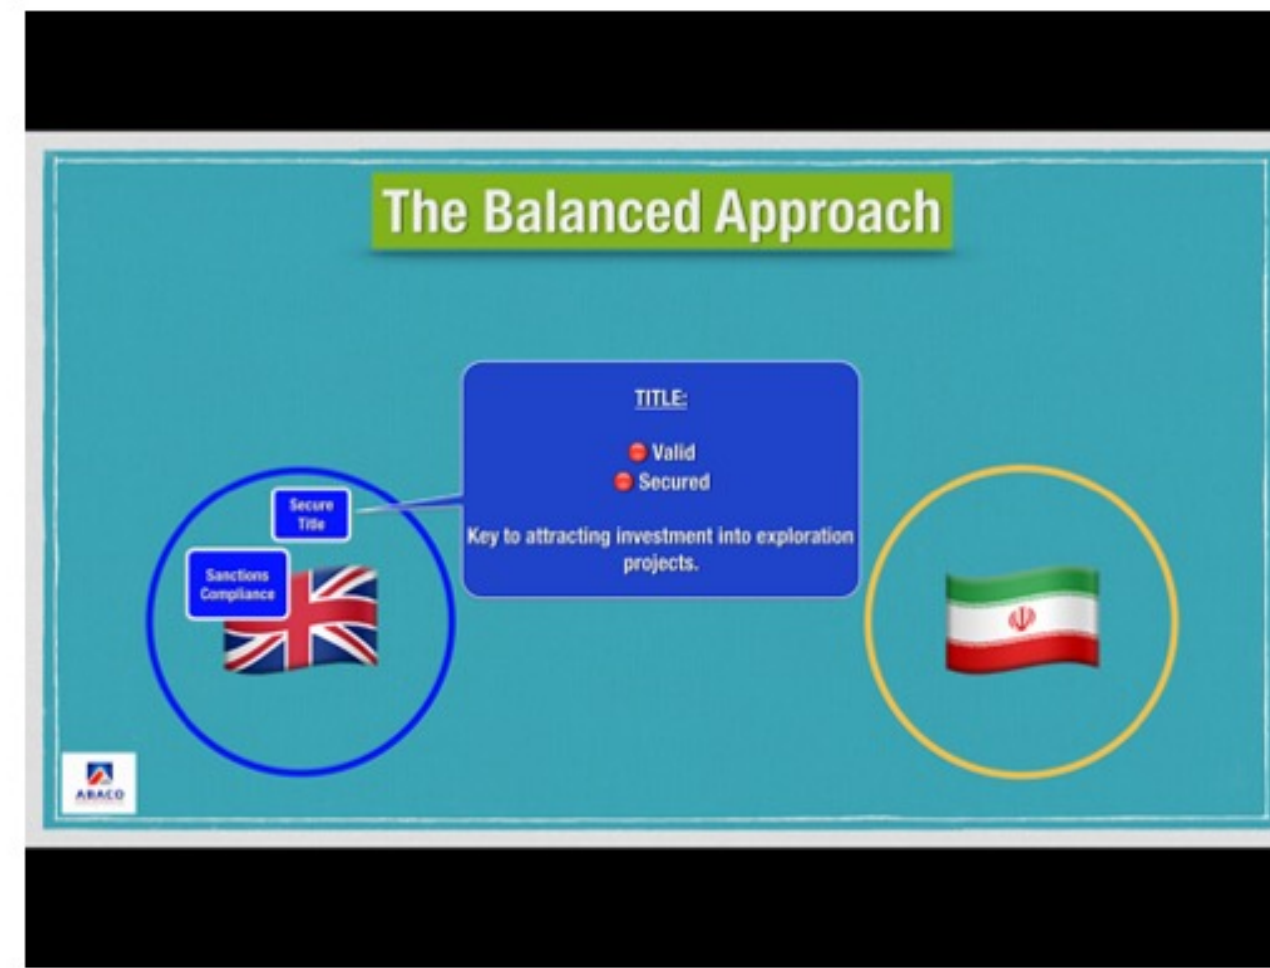 The Balanced Approach
TITLE:
Valid
Secured
Key to attracting investment into exploration
projects.
Secure
Title
Sanctions
Compliance
ABACO